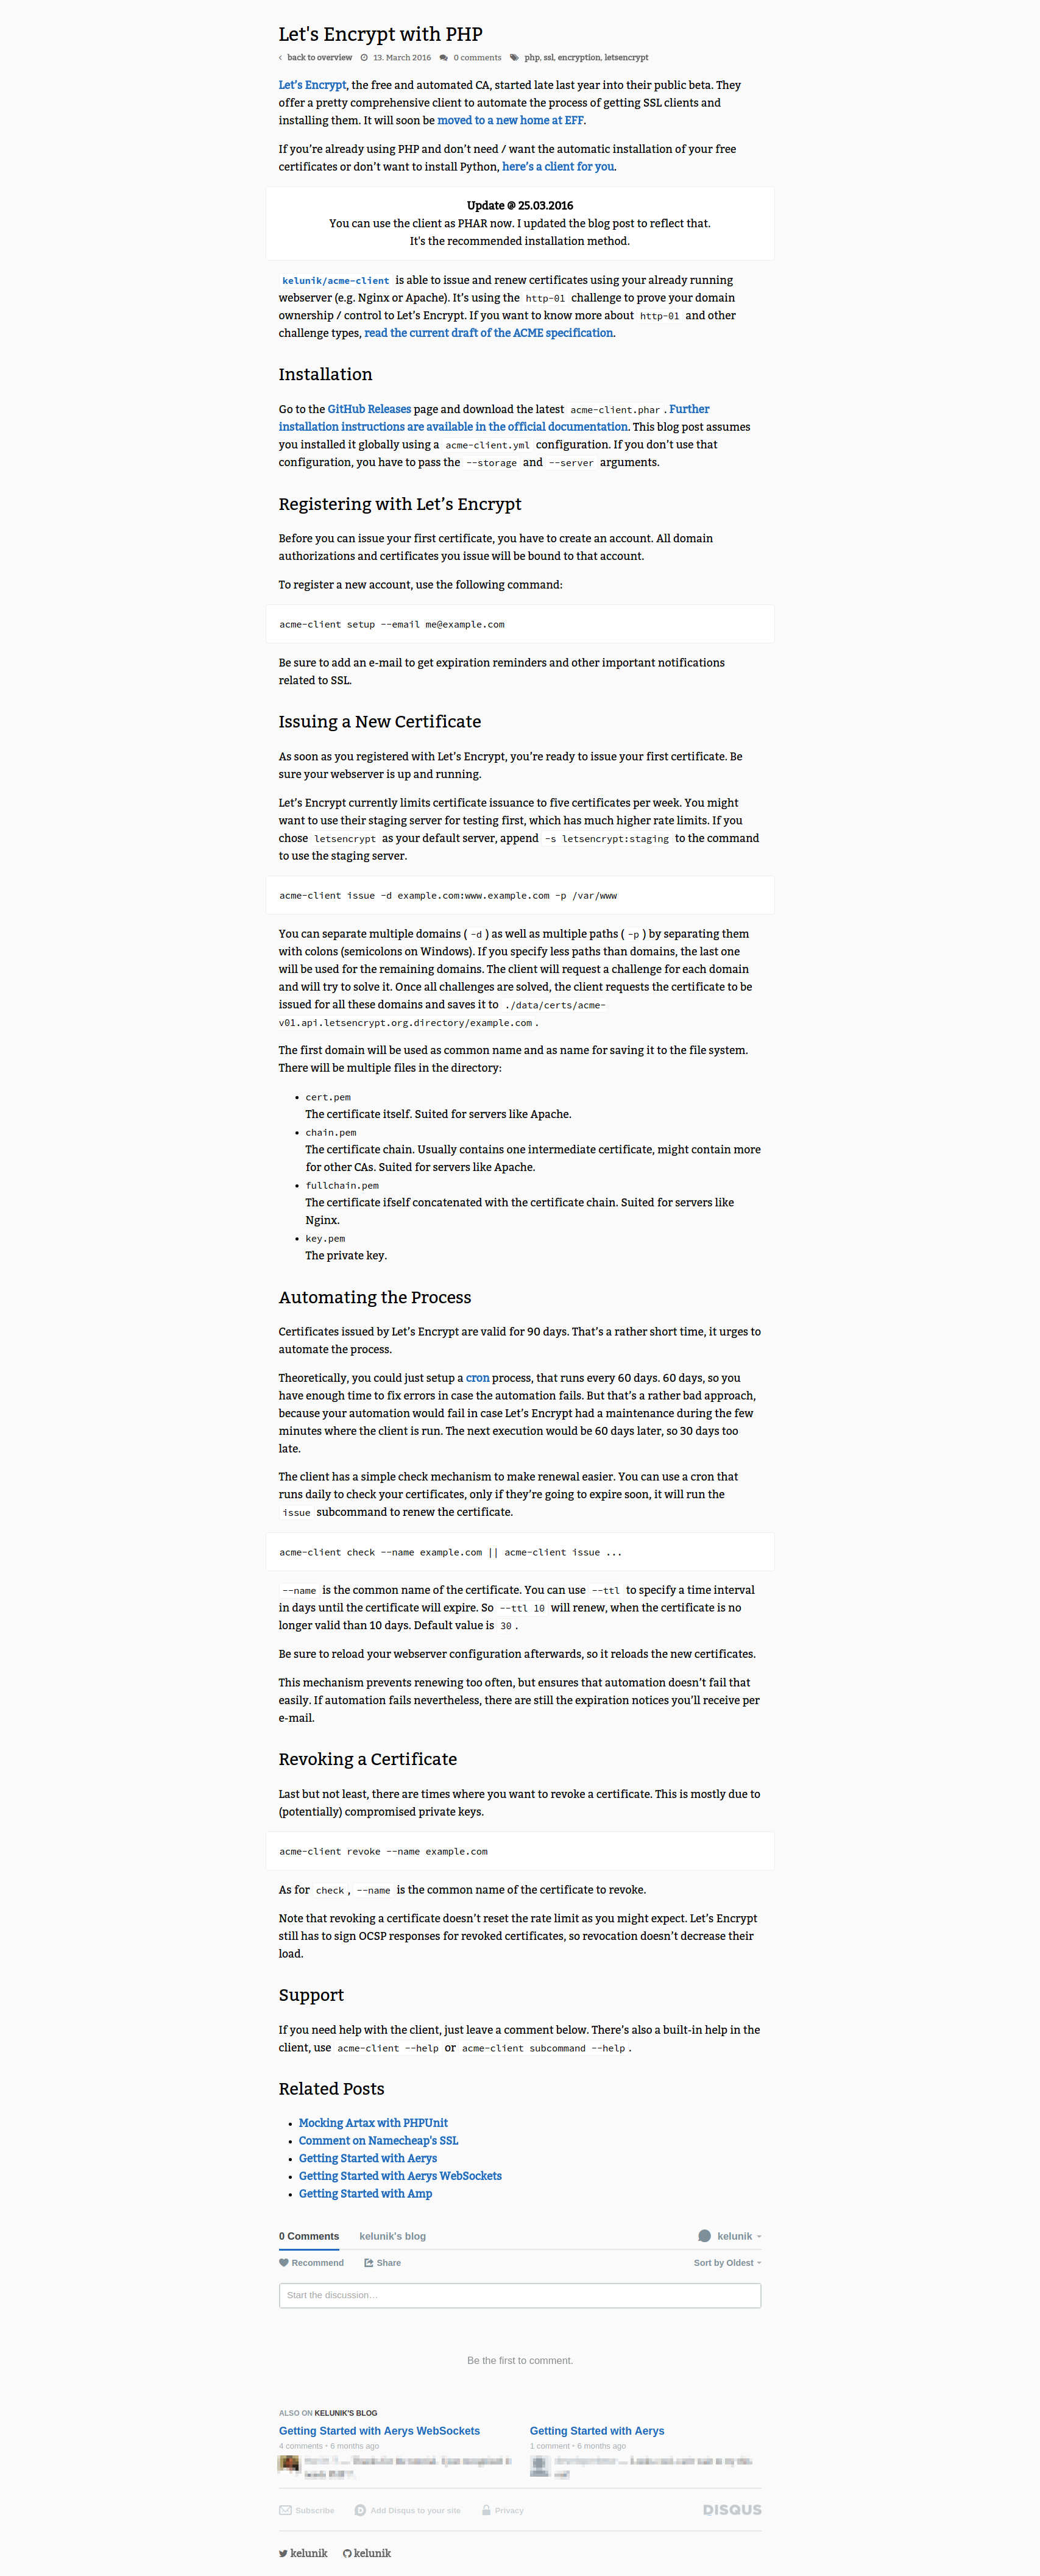 Let's Encrypt with PHP
‹ back to overview 13. March 2016 0 comments php, ssl, encryption, letsencrypt
Let’s Encrypt, the free and automated CA, started late last year into their public beta. They
offer a pretty comprehensive client to automate the process of getting SSL clients and
installing them. It will soon be moved to a new home at EFF.
If you’re already using PHP and don’t need / want the automatic installation of your free
certificates or don’t want to install Python, here’s a client for you.
Update @ 25.03.2016
You can use the client as PHAR now. I updated the blog post to reflect that.
It's the recommended installation method.
kelunik/acme-client is able to issue and renew certificates using your already running
webserver (e.g. Nginx or Apache). It’s using the http-01 challenge to prove your domain
ownership / control to Let’s Encrypt. If you want to know more about http-01 and other
challenge types, read the current draft of the ACME specification.
Installation
Go to the GitHub Releases page and download the latest acme-client.phar . Further
installation instructions are available in the official documentation. This blog post assumes
you installed it globally using a acme-client.yml configuration. If you don’t use that
configuration, you have to pass the --storage and --server arguments.
Registering with Let’s Encrypt
Before you can issue your first certificate, you have to create an account. All domain
authorizations and certificates you issue will be bound to that account.
To register a new account, use the following command:
acme-client setup --email me@example.com
Be sure to add an e-mail to get expiration reminders and other important notifications
related to SSL.
Issuing a New Certificate
As soon as you registered with Let’s Encrypt, you’re ready to issue your first certificate. Be
sure your webserver is up and running.
Let’s Encrypt currently limits certificate issuance to five certificates per week. You might
want to use their staging server for testing first, which has much higher rate limits. If you
chose letsencrypt as your default server, append -s letsencrypt:staging to the command
to use the staging server.
acme-client issue -d example.com:www.example.com -p /var/www
You can separate multiple domains ( -d ) as well as multiple paths ( -p ) by separating them
with colons (semicolons on Windows). If you specify less paths than domains, the last one
will be used for the remaining domains. The client will request a challenge for each domain
and will try to solve it. Once all challenges are solved, the client requests the certificate to be
issued for all these domains and saves it to ./data/certs/acme-
v01.api.letsencrypt.org.directory/example.com .
The first domain will be used as common name and as name for saving it to the file system.
There will be multiple files in the directory:
• cert.pem
The certificate itself. Suited for servers like Apache.
• chain.pem
The certificate chain. Usually contains one intermediate certificate, might contain more
for other CAs. Suited for servers like Apache.
• fullchain.pem
The certificate ifself concatenated with the certificate chain. Suited for servers like
Nginx.
• key.pem
The private key.
Automating the Process
Certificates issued by Let’s Encrypt are valid for 90 days. That’s a rather short time, it urges to
automate the process.
Theoretically, you could just setup a cron process, that runs every 60 days. 60 days, so you
have enough time to fix errors in case the automation fails. But that’s a rather bad approach,
because your automation would fail in case Let’s Encrypt had a maintenance during the few
minutes where the client is run. The next execution would be 60 days later, so 30 days too
late.
The client has a simple check mechanism to make renewal easier. You can use a cron that
runs daily to check your certificates, only if they’re going to expire soon, it will run the
issue subcommand to renew the certificate.
acme-client check --name example.com || acme-client issue ...
--name is the common name of the certificate. You can use --ttl to specify a time interval
in days until the certificate will expire. So --ttl 10 will renew, when the certificate is no
longer valid than 10 days. Default value is 30 .
Be sure to reload your webserver configuration afterwards, so it reloads the new certificates.
This mechanism prevents renewing too often, but ensures that automation doesn’t fail that
easily. If automation fails nevertheless, there are still the expiration notices you’ll receive per
e-mail.
Revoking a Certificate
Last but not least, there are times where you want to revoke a certificate. This is mostly due to
(potentially) compromised private keys.
acme-client revoke --name example.com
As for check , --name is the common name of the certificate to revoke.
Note that revoking a certificate doesn’t reset the rate limit as you might expect. Let’s Encrypt
still has to sign OCSP responses for revoked certificates, so revocation doesn’t decrease their
load.
Support
If you need help with the client, just leave a comment below. There’s also a built-in help in the
client, use acme-client --help or acme-client subcommand --help .
Related Posts
• Mocking Artax with PHPUnit
• Comment on Namecheap's SSL
• Getting Started with Aerys
• Getting Started with Aerys WebSockets
• Getting Started with Amp
0 Comments kelunik's blog kelunik
Recommend Share Sort by Oldest
Start the discussion…
Be the first to comment.
ALSO ON KELUNIK'S BLOG
Getting Started with Aerys WebSockets Getting Started with Aerys
4 comments • 6 months ago 1 comment • 6 months ago
Subscribe Add Disqus to your site Privacy DISQUS
kelunik kelunik